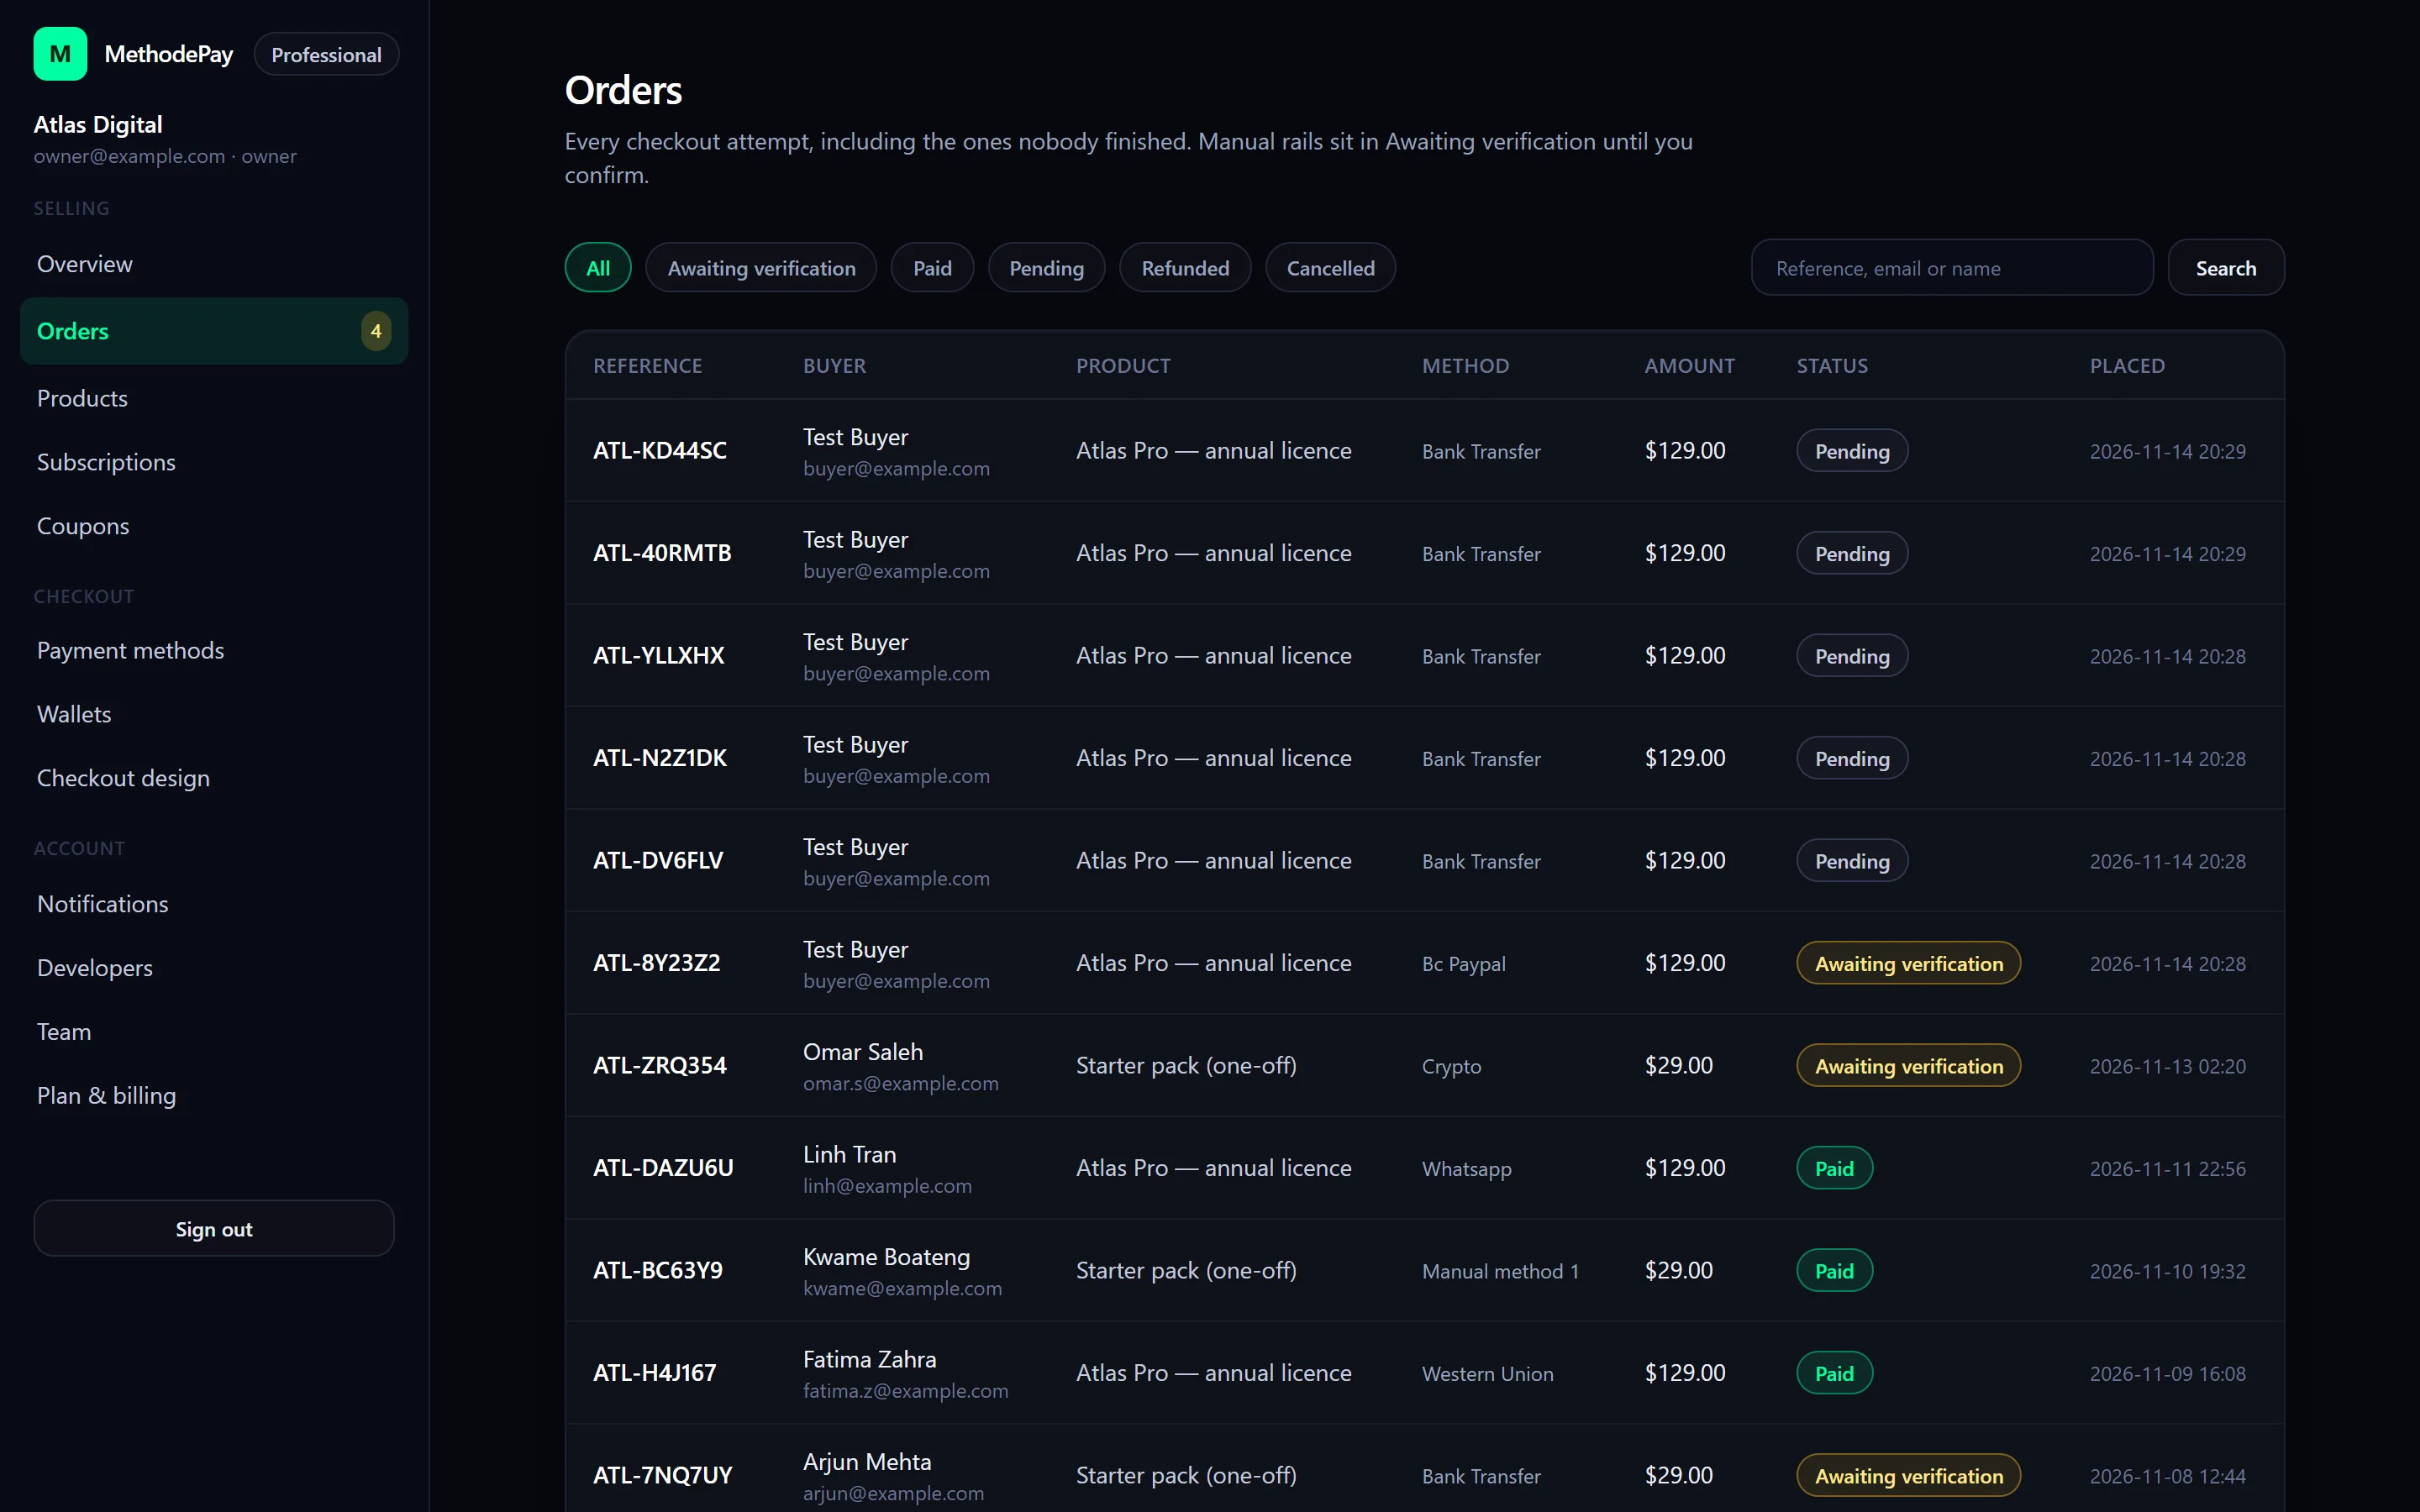 M MethodePay Professional
Atlas Digital
owner@example.com · owner
SELLING
Overview
Orders 4
Products
Subscriptions
Coupons
CHECKOUT
Payment methods
Wallets
Checkout design
ACCOUNT
Notifications
Developers
Team
Plan & billing
Sign out
Orders
Every checkout attempt, including the ones nobody finished. Manual rails sit in Awaiting verification until you
confirm.
All Awaiting verification Paid Pending Refunded Cancelled Reference, email or name Search
REFERENCE BUYER PRODUCT METHOD AMOUNT STATUS PLACED
ATL-KD44SC Test Buyer Atlas Pro — annual licence Bank Transfer $129.00 Pending 2026-11-14 20:29
buyer@example.com
ATL-40RMTB Test Buyer Atlas Pro — annual licence Bank Transfer $129.00 Pending 2026-11-14 20:29
buyer@example.com
ATL-YLLXHX Test Buyer Atlas Pro — annual licence Bank Transfer $129.00 Pending 2026-11-14 20:28
buyer@example.com
ATL-N2Z1DK Test Buyer Atlas Pro — annual licence Bank Transfer $129.00 Pending 2026-11-14 20:28
buyer@example.com
ATL-DV6FLV Test Buyer Atlas Pro — annual licence Bank Transfer $129.00 Pending 2026-11-14 20:28
buyer@example.com
ATL-8Y23Z2 Test Buyer Atlas Pro — annual licence Bc Paypal $129.00 Awaiting verification 2026-11-14 20:28
buyer@example.com
ATL-ZRQ354 Omar Saleh Starter pack (one-off) Crypto $29.00 Awaiting verification 2026-11-13 02:20
omar.s@example.com
ATL-DAZU6U Linh Tran Atlas Pro — annual licence Whatsapp $129.00 Paid 2026-11-11 22:56
linh@example.com
ATL-BC63Y9 Kwame Boateng Starter pack (one-off) Manual method 1 $29.00 Paid 2026-11-10 19:32
kwame@example.com
ATL-H4J167 Fatima Zahra Atlas Pro — annual licence Western Union $129.00 Paid 2026-11-09 16:08
fatima.z@example.com
ATL-7NQ7UY Arjun Mehta Starter pack (one-off) Bank Transfer $29.00 Awaiting verification 2026-11-08 12:44
arjun@example.com